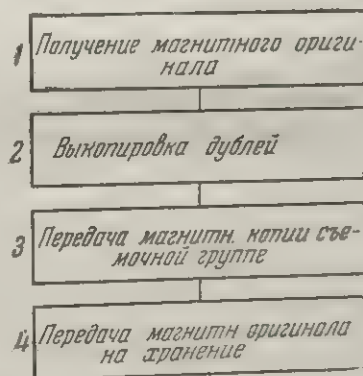 1 Получение магнитного ориги-
нала
2 Выкопировка дублей
3 Передача магнитн. копии съе-
мочной группе
4 Передача магнитн оригинала
на хранение